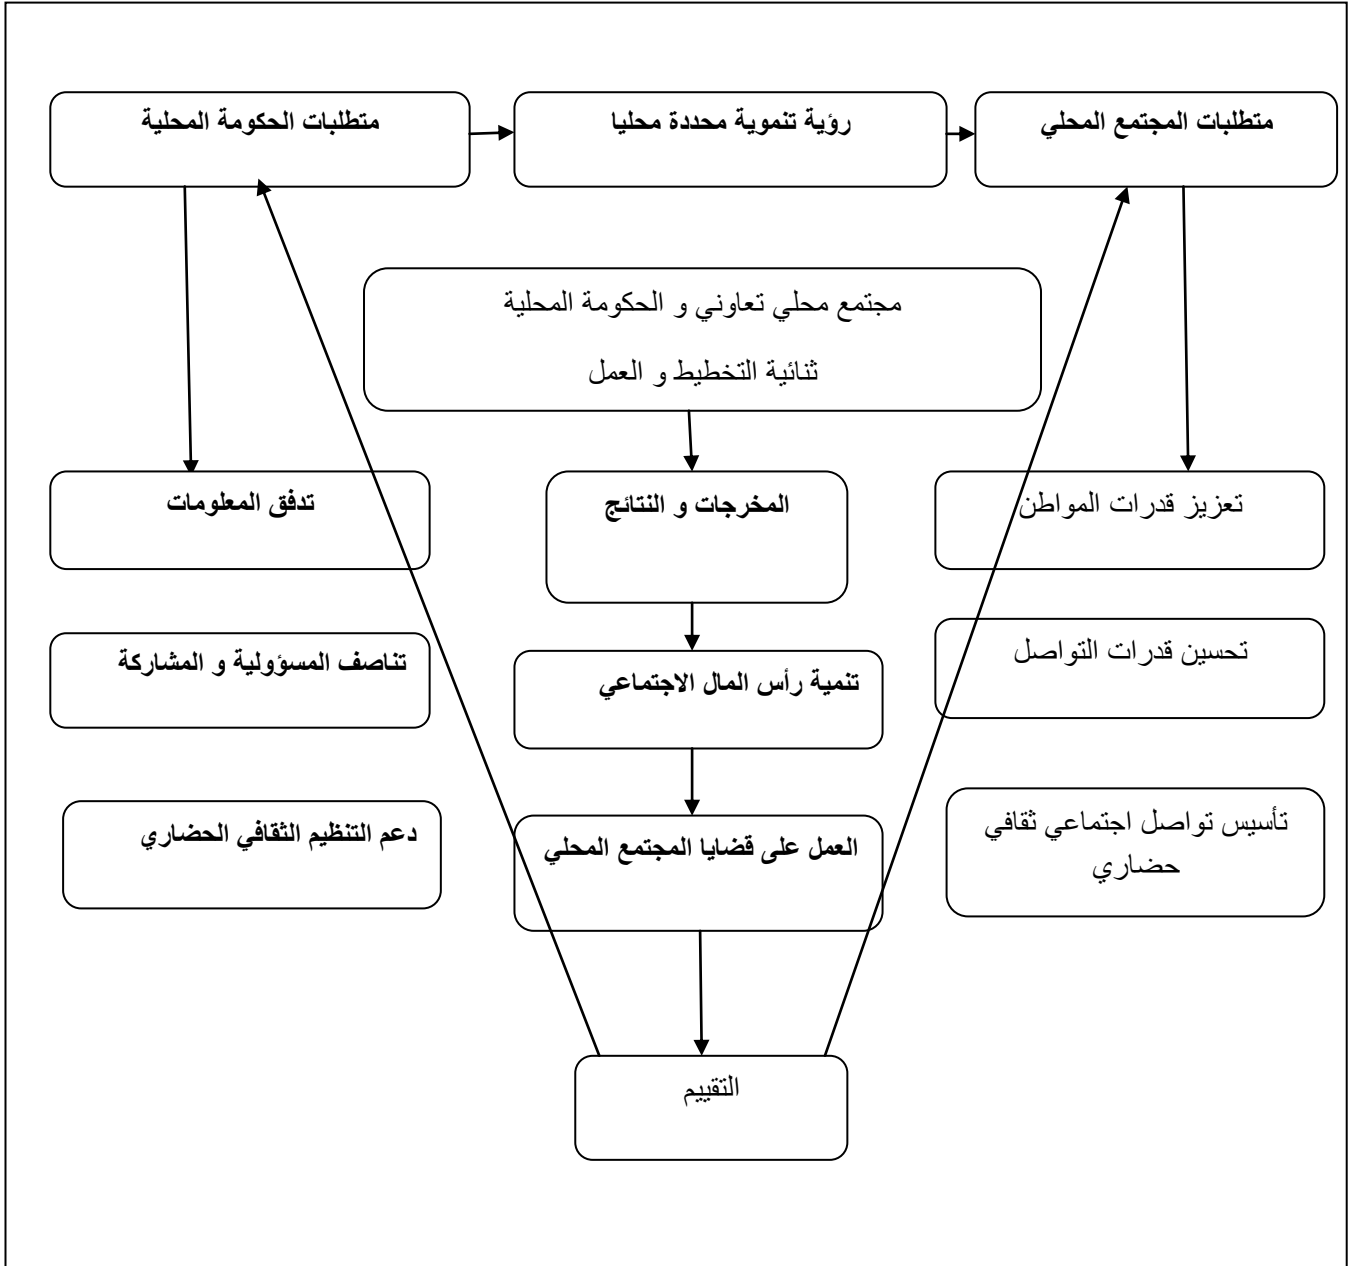 متطلبات المجتمع المحلي
رؤية تنموية محددة محليا
متطلبات الحكومة المحلية
مجتمع محلي تعاوني و الحكومة المحلية
ثنائية التخطيط و العمل
تعزيز قدرات المواطن
المخرجات و النتائج
تدفق المعلومات
تحسين قدرات التواصل
تنمية رأس المال الاجتماعي
تناصف المسؤولية و المشاركة
تأسيس تواصل اجتماعي ثقافي
حضاري
العمل على قضايا المجتمع المحلي
دعم التنظيم الثقافي الحضاري
التقييم